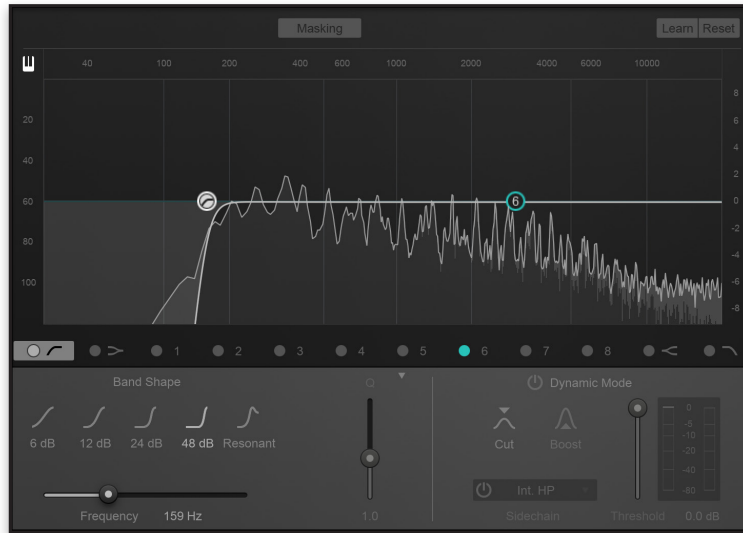 Masking
Learn Reset
40 100 200 400 600 1000 2000 4000 6000 10000
8
20 6
4
40
2
60 6 0
-2
80
-4
100 -6
-8
1 2 3 4 5 6 7 8
Band Shape Q Dynamic Mode
6 dB 12 dB 24 dB 48 dB Resonant
Cut Boost
0
-5
-10
-20
-40
-80
Int. HP
Frequency 159 Hz 1.0 Sidechain Threshold 0.0 dB